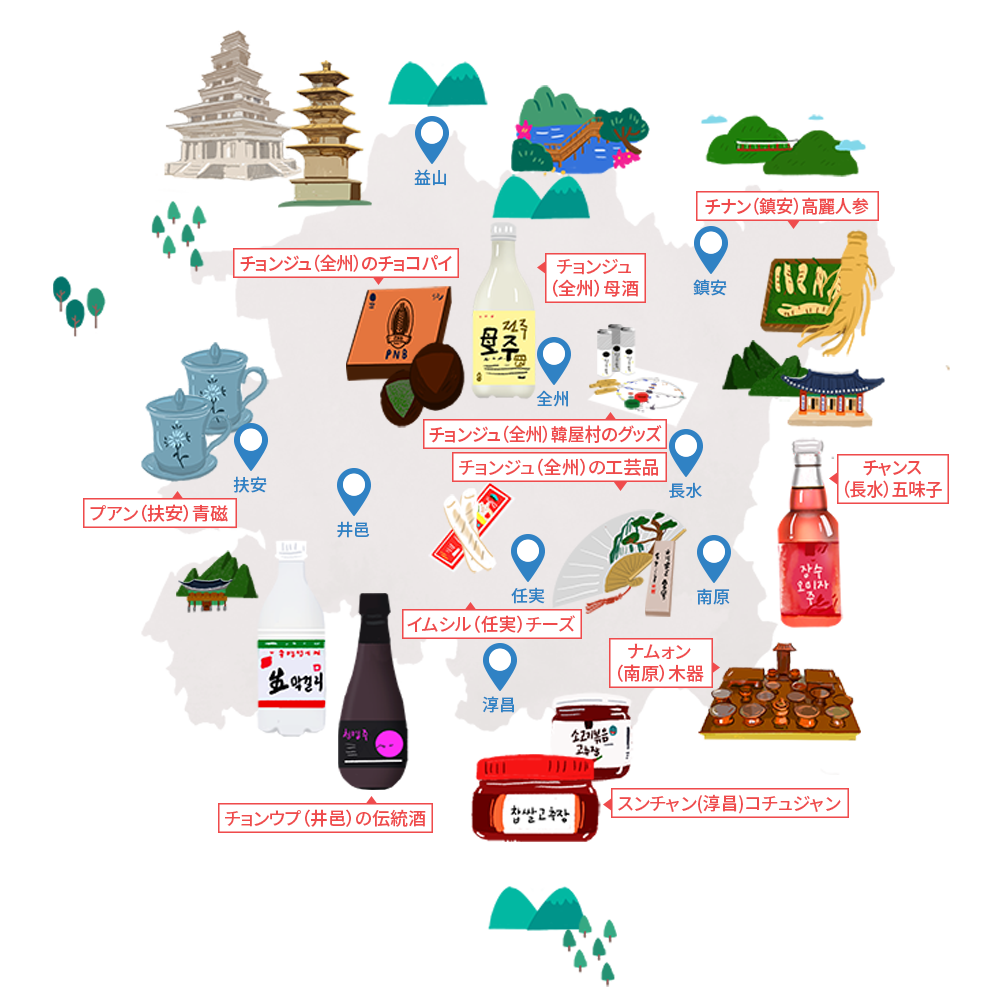 益山
チナン（鎮安）高麗人参
チョンジュ（全州）のチョコパイ
チョンジュ
（全州）母酒
鎮安
PNB
전주
母주
全州
チョンジュ（全州）韓屋村のグッズ
チョンジュ（全州）の工芸品
扶安
長水
チャンス
（長水）五味子
プアン（扶安）青磁
井邑
任実
南原
장수
오미자
주
イムシル（任実）チーズ
ナムォン
（南原）木器
生막걸리
淳昌
소고기볶음
고추장
찹쌀고추장
スンチャン(淳昌)コチュジャン
チョンウプ（井邑）の伝統酒